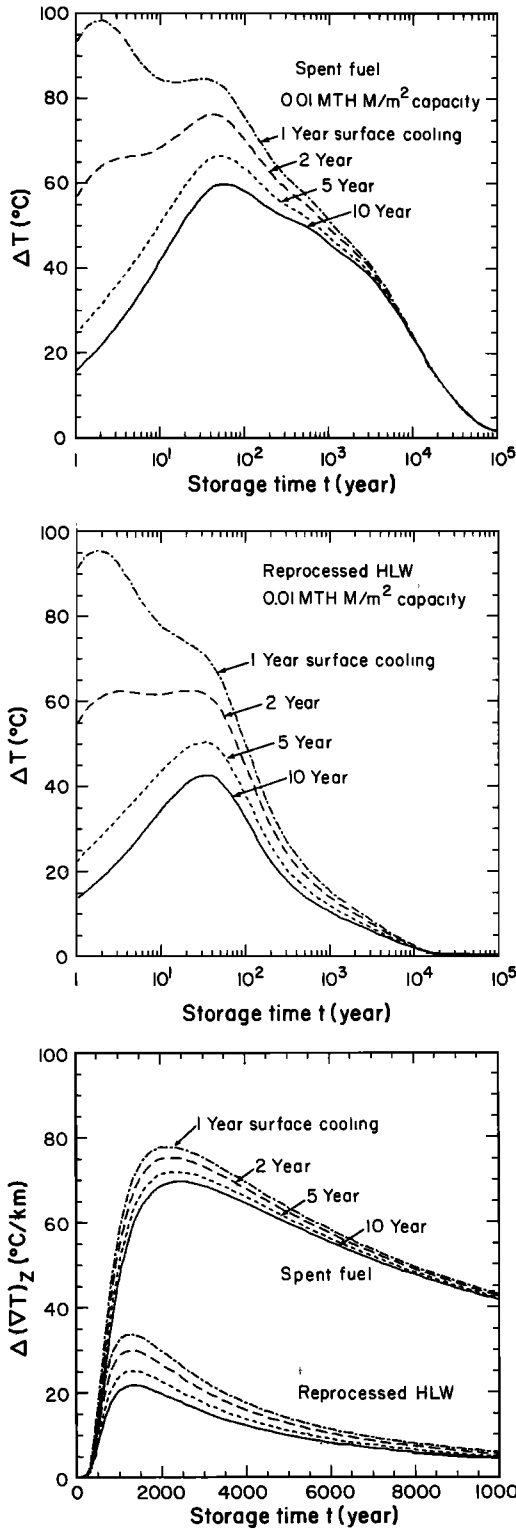 100
80
60
40
20
0
ΔT (°C)
Spent fuel
0.01 MTH M/m² capacity
1 Year surface cooling
2 Year
5 Year
10 Year
1 10¹ 10² 10³ 10⁴ 10⁵
Storage time t (year)
100
80
60
40
20
0
ΔT (°C)
Reprocessed HLW
0.01 MTH M/m² capacity
1 Year surface cooling
2 Year
5 Year
10 Year
1 10¹ 10² 10³ 10⁴ 10⁵
Storage time t (year)
100
80
60
40
20
0
Δ(∇T)z (°C/km)
1 Year surface cooling
2 Year
5 Year
10 Year
Spent fuel
Reprocessed HLW
0 2000 4000 6000 8000 10000
Storage time t (year)